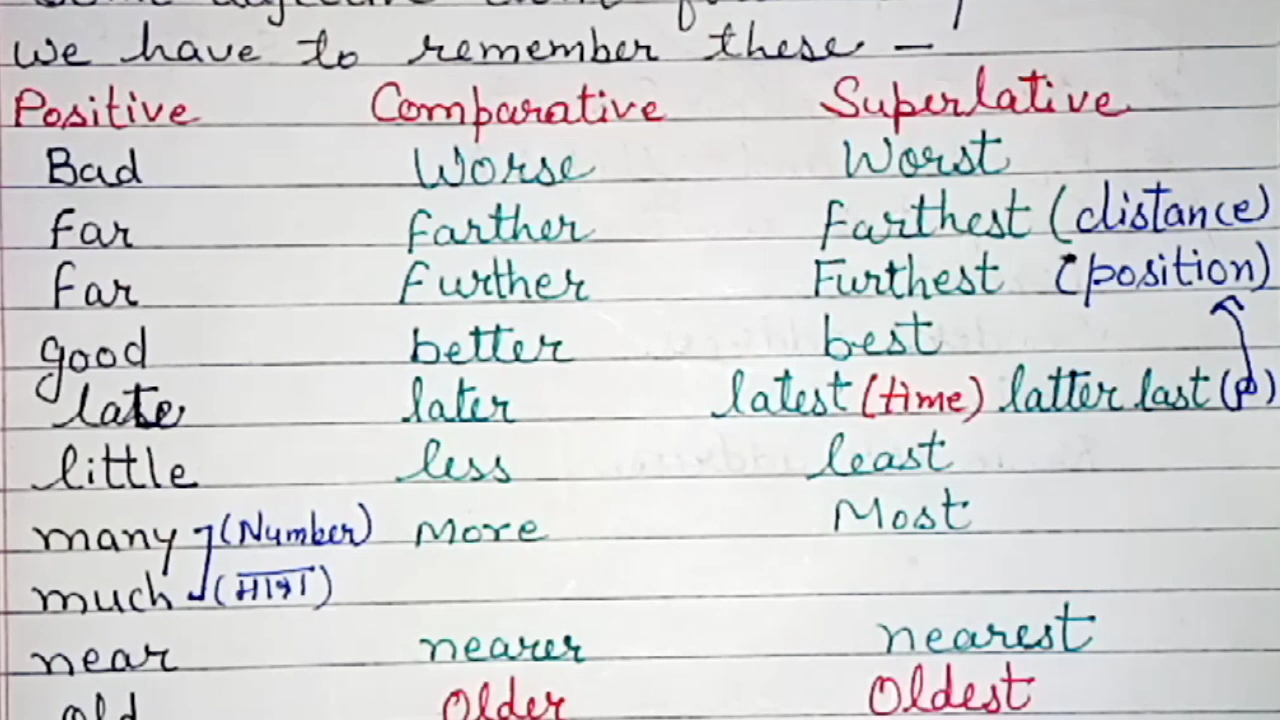 we have to remember these -
Positive Comparative Superlative
Bad Worse Worst
Far Farther Farthest (distance)
Far Further Furthest (position)
good better best
late later latest (time) latter last (p)
little less least
many (Number) More Most
much (मात्रा)
near nearer nearest
old Older Oldest